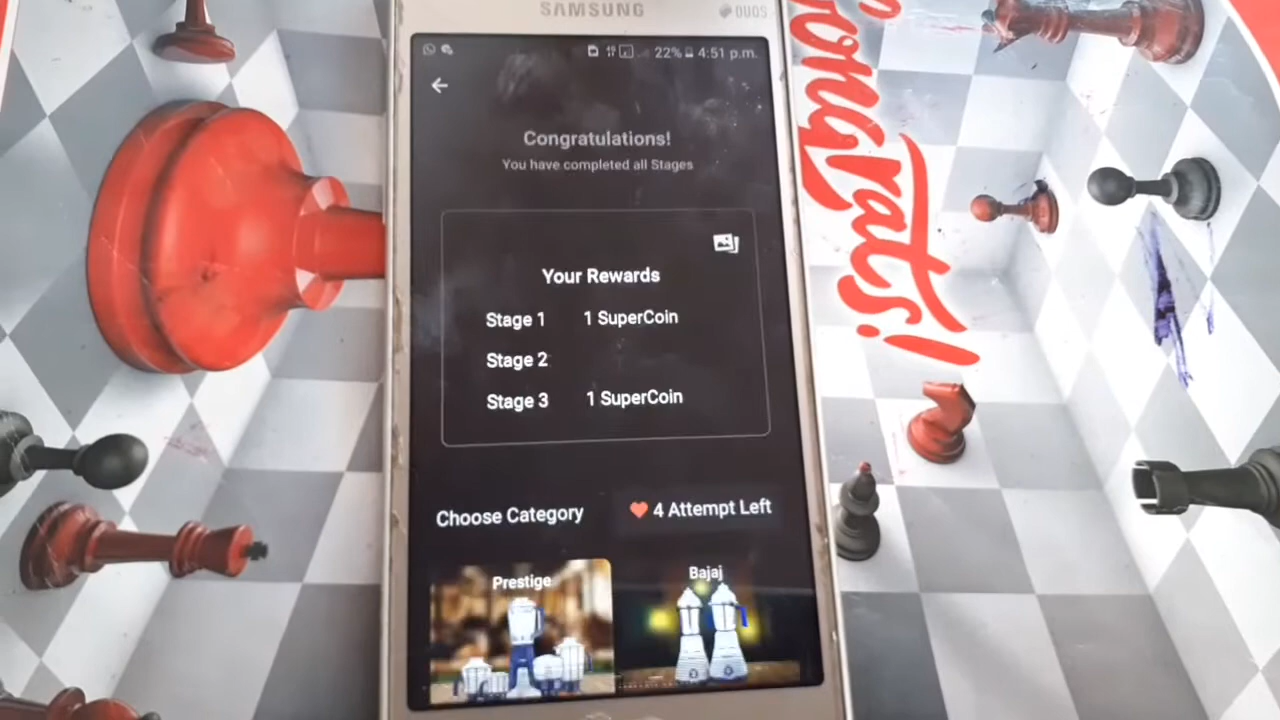 SAMSUNG
DUOS
22% 4:51 p.m.
Congratulations!
You have completed all Stages
Your Rewards
Stage 1 1 SuperCoin
Stage 2
Stage 3 1 SuperCoin
Choose Category
4 Attempt Left
Prestige
Bajaj
Congrats!